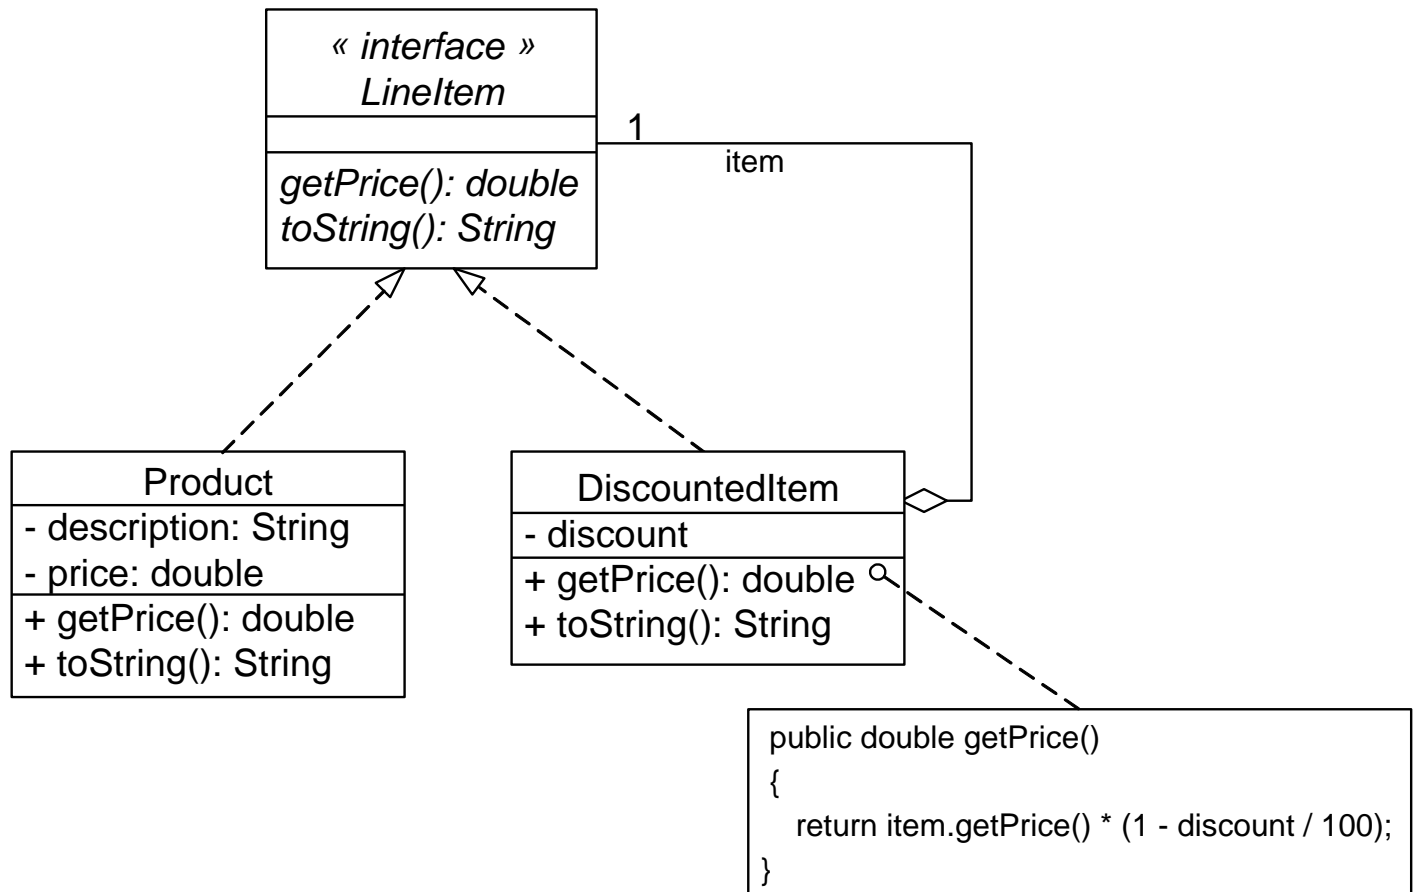 « interface »
LineItem
1
item
getPrice(): double
toString(): String
Product
- description: String
- price: double
+ getPrice(): double
+ toString(): String
DiscountedItem
- discount
+ getPrice(): double
+ toString(): String
public double getPrice()
{
return item.getPrice() * (1 - discount / 100);
}